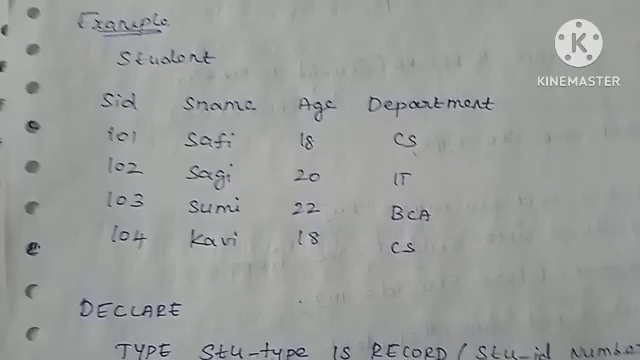 Example
K
KINEMASTER
Student
Sid Sname Age Department
101 Safi 18 CS
102 Sagi 20 IT
103 Sumi 22 BCA
104 Kavi 18 CS
DECLARE
TYPE Stu-type IS RECORD (Stu-id Number